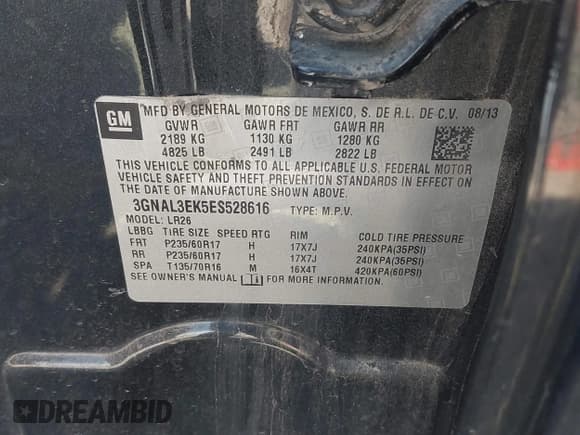 GM
MFD BY GENERAL MOTORS DE MEXICO, S. DE R.L. DE C.V. 08/13
GVWR GAWR FRT GAWR RR
2189 KG 1130 KG 1280 KG
4825 LB 2491 LB 2822 LB
THIS VEHICLE CONFORMS TO ALL APPLICABLE U.S. FEDERAL MOTOR
VEHICLE SAFETY AND THEFT PREVENTION STANDARDS IN EFFECT ON
THE DATE OF MANUFACTURE SHOWN ABOVE.
3GNAL3EK5ES528616 TYPE: M.P.V.
MODEL: LR26
LBBG TIRE SIZE SPEED RTG RIM COLD TIRE PRESSURE
FRT P235/60R17 H 17X7J 240KPA(35PSI)
RR P235/60R17 H 17X7J 240KPA(35PSI)
SPA T135/70R16 M 16X4T 420KPA(60PSI)
SEE OWNER'S MANUAL FOR MORE INFORMATION.
DREAMBID